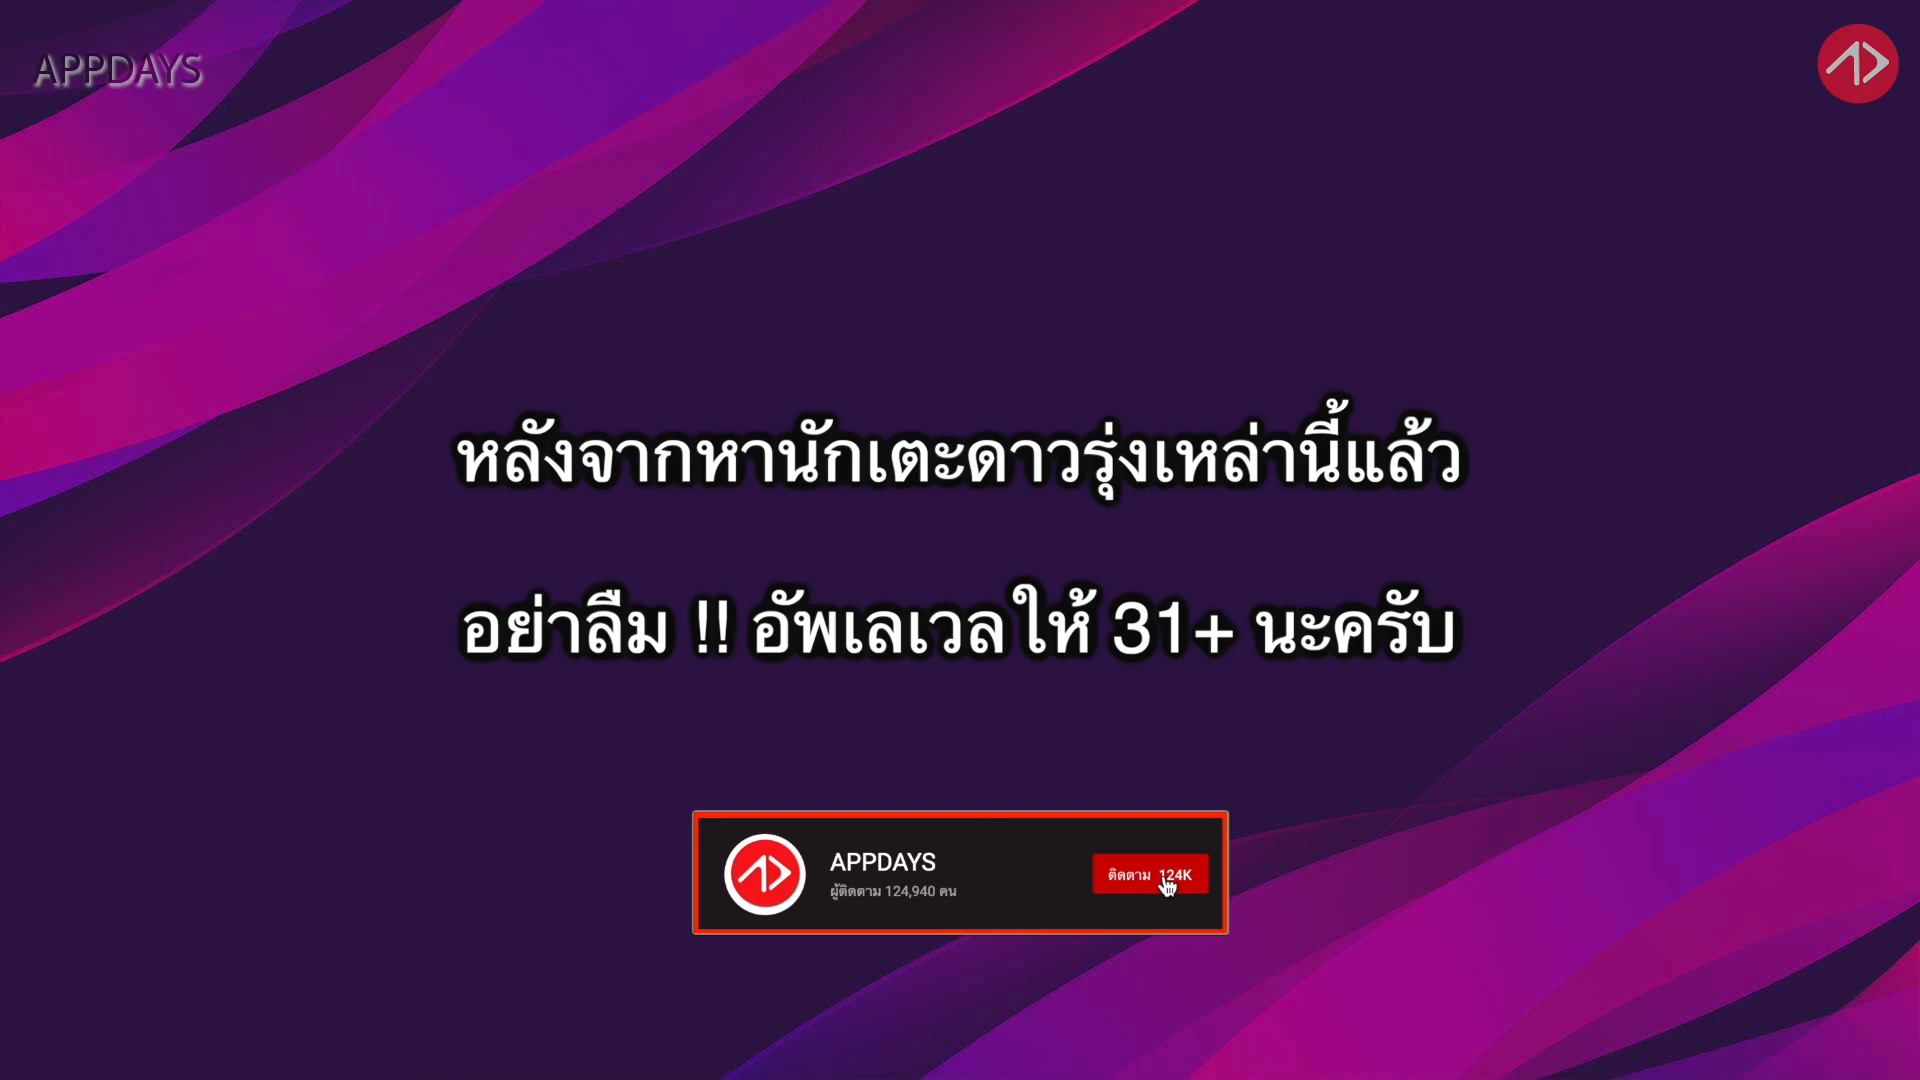 APPDAYS
หลังจากหานักเตะดาวรุ่งเหล่านี้แล้ว
อย่าลืม !! อัพเลเวลให้ 31+ นะครับ
APPDAYS
ผู้ติดตาม 124,940 คน
ติดตาม 124K